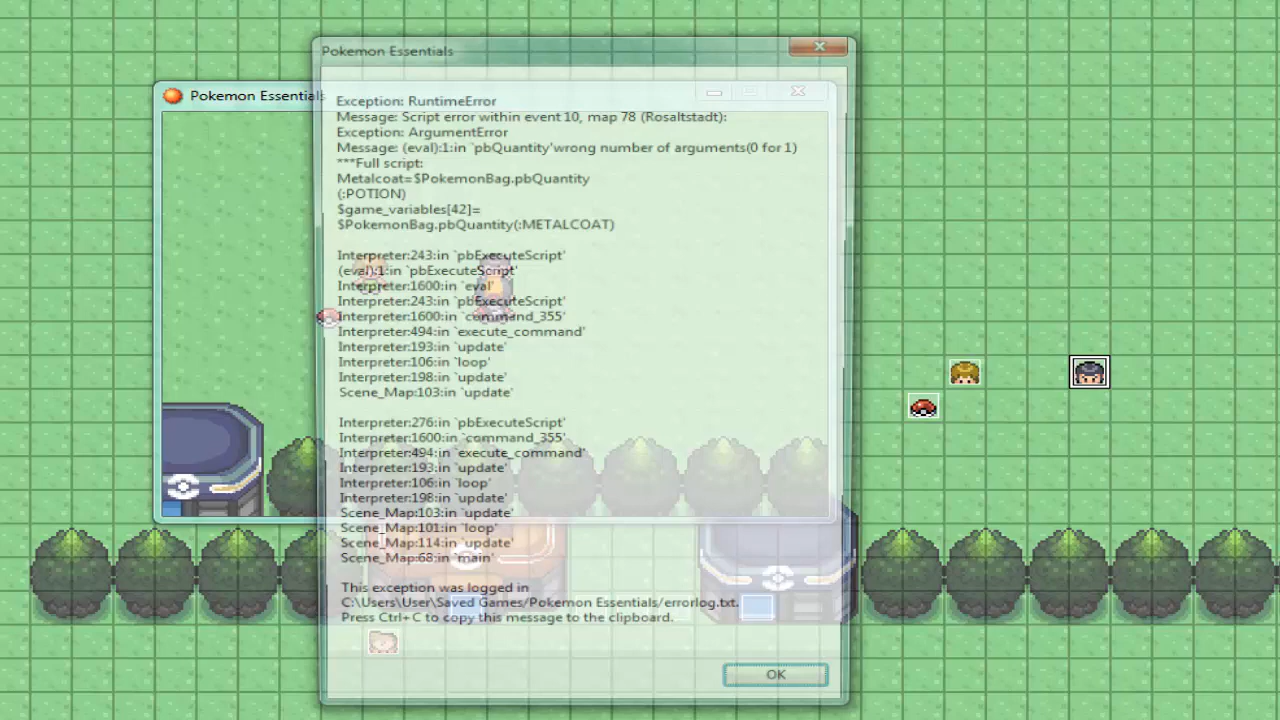 Pokemon Essentials
Pokemon Essentials
Exception: RuntimeError
Message: Script error within event 10, map 78 (Rosaltstadt):
Exception: ArgumentError
Message: (eval):1:in `pbQuantity'wrong number of arguments(0 for 1)
***Full script:
Metalcoat=$PokemonBag.pbQuantity
(:POTION)
$game_variables[42]=
$PokemonBag.pbQuantity(:METALCOAT)
Interpreter:243:in `pbExecuteScript'
(eval):1:in `pbExecuteScript'
Interpreter:1600:in `eval'
Interpreter:243:in `pbExecuteScript'
Interpreter:1600:in `command_355'
Interpreter:494:in `execute_command'
Interpreter:193:in `update'
Interpreter:106:in `loop'
Interpreter:198:in `update'
Scene_Map:103:in `update'
Interpreter:276:in `pbExecuteScript'
Interpreter:1600:in `command_355'
Interpreter:494:in `execute_command'
Interpreter:193:in `update'
Interpreter:106:in `loop'
Interpreter:198:in `update'
Scene_Map:103:in `update'
Scene_Map:101:in `loop'
Scene_Map:114:in `update'
Scene_Map:68:in `main'
This exception was logged in
C:\Users\User\Saved Games/Pokemon Essentials/errorlog.txt.
Press Ctrl+C to copy this message to the clipboard.
OK